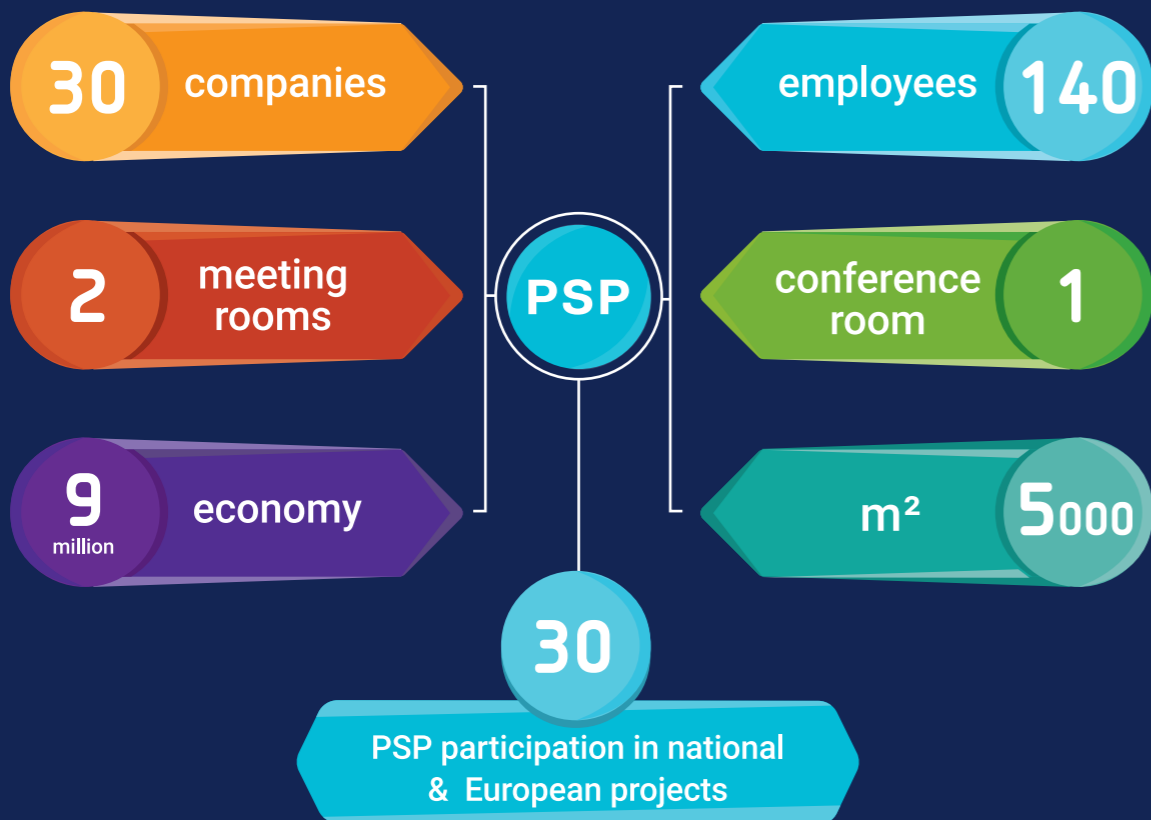 30
companies
employees
140
2
meeting
rooms
PSP
conference
room
1
9
million
economy
m²
5000
30
PSP participation in national
& European projects